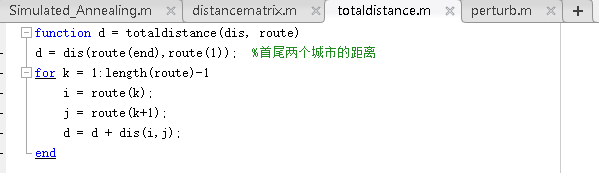 Simulated_Annealing.m × distancematrix.m × totaldistance.m × perturb.m × +
function d = totaldistance(dis, route)
d = dis(route(end),route(1)); %首尾两个城市的距离
for k = 1:length(route)-1
i = route(k);
j = route(k+1);
d = d + dis(i,j);
end